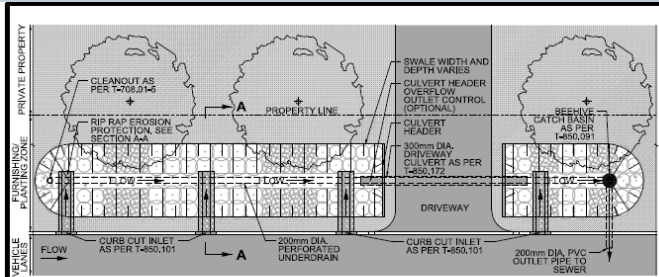 PRIVATE PROPERTY
FURNISHING/
PLANTING ZONE
VEHICLE
LANES
CLEANOUT AS
PER T-708.01-5
RIP RAP EROSION
PROTECTION, SEE
SECTION A-A
A
PROPERTY LINE
SWALE WIDTH AND
DEPTH VARIES
CULVERT HEADER
OVERFLOW
OUTLET CONTROL
(OPTIONAL)
CULVERT
HEADER
300mm DIA.
DRIVEWAY
CULVERT AS PER
T-850.172
BEEHIVE
CATCH BASIN
AS PER
T-850.091
FLOW
FLOW
FLOW
DRIVEWAY
FLOW
CURB CUT INLET
AS PER T-850.101
A
200mm DIA.
PERFORATED
UNDERDRAIN
CURB CUT INLET
AS PER T-850.101
200mm DIA. PVC
OUTLET PIPE TO
SEWER